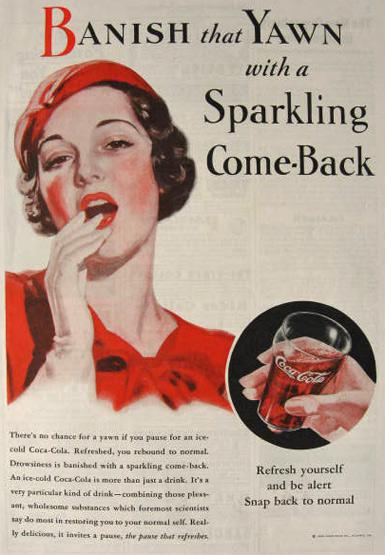 BANISH that YAWN
with a
Sparkling
Come-Back
Coca-Cola
There's no chance for a yawn if you pause for an ice-
cold Coca-Cola. Refreshed, you rebound to normal.
Drowsiness is banished with a sparkling come-back.
An ice-cold Coca-Cola is more than just a drink. It's a
very particular kind of drink—combining those pleas-
ant, wholesome substances which foremost scientists
say do most in restoring you to your normal self. Real-
ly delicious, it invites a pause, the pause that refreshes.
Refresh yourself
and be alert
Snap back to normal